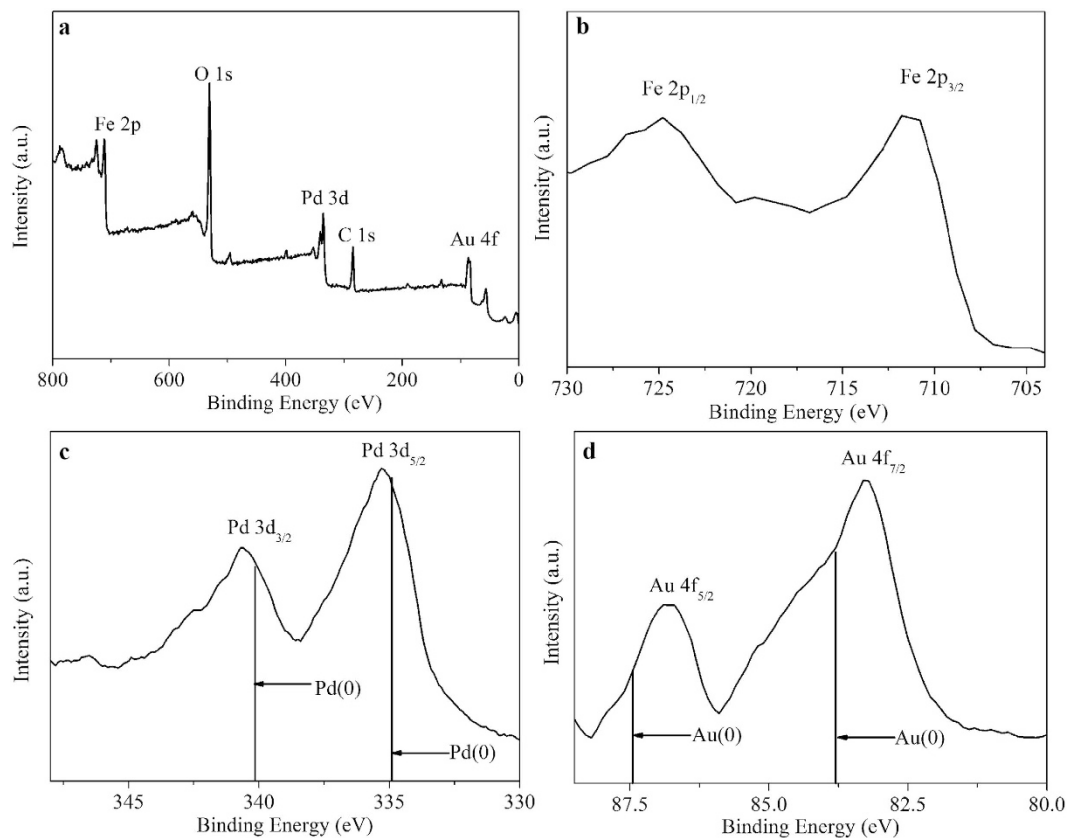 a
O 1s
Fe 2p
Pd 3d
C 1s
Au 4f
Intensity (a.u.)
800 600 400 200 0
Binding Energy (eV)
b
Fe 2p1/2
Fe 2p3/2
Intensity (a.u.)
730 725 720 715 710 705
Binding Energy (eV)
c
Pd 3d5/2
Pd 3d3/2
Pd(0)
Pd(0)
Intensity (a.u.)
345 340 335 330
Binding Energy (eV)
d
Au 4f7/2
Au 4f5/2
Au(0)
Au(0)
Intensity (a.u.)
87.5 85.0 82.5 80.0
Binding Energy (eV)